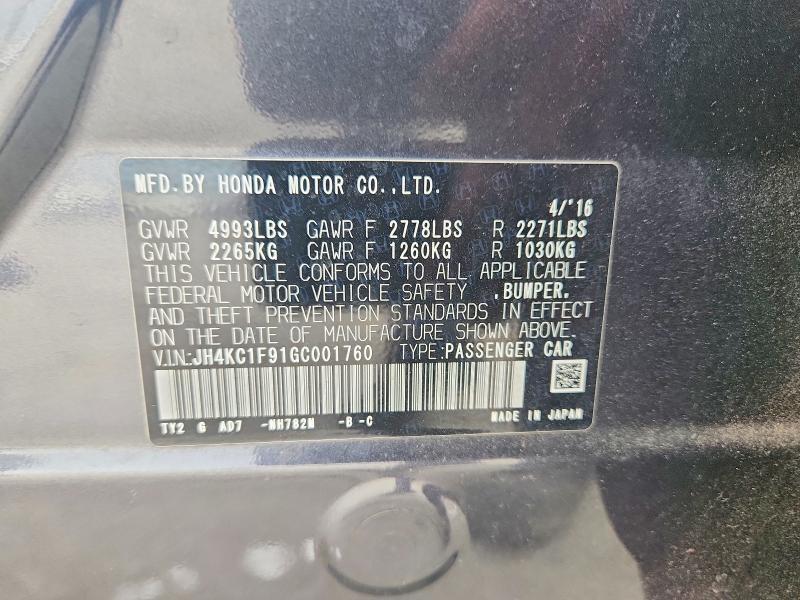 MFD.BY HONDA MOTOR CO.,LTD.
4/'16
GVWR 4993LBS GAWR F 2778LBS R 2271LBS
GVWR 2265KG GAWR F 1260KG R 1030KG
THIS VEHICLE CONFORMS TO ALL APPLICABLE
FEDERAL MOTOR VEHICLE SAFETY ,BUMPER,
AND THEFT PREVENTION STANDARDS IN EFFECT
ON THE DATE OF MANUFACTURE SHOWN ABOVE.
V.I.N.:JH4KC1F91GC001760 TYPE:PASSENGER CAR
TY2 G AD7 -NH782M -B -C MADE IN JAPAN